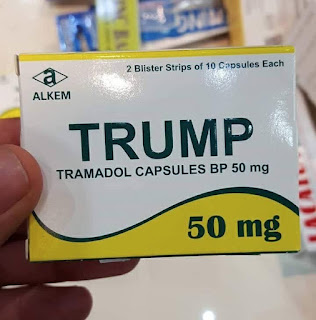 2 Blister Strips of 10 Capsules Each
a
ALKEM
TRUMP
TRAMADOL CAPSULES BP 50 mg
50 mg